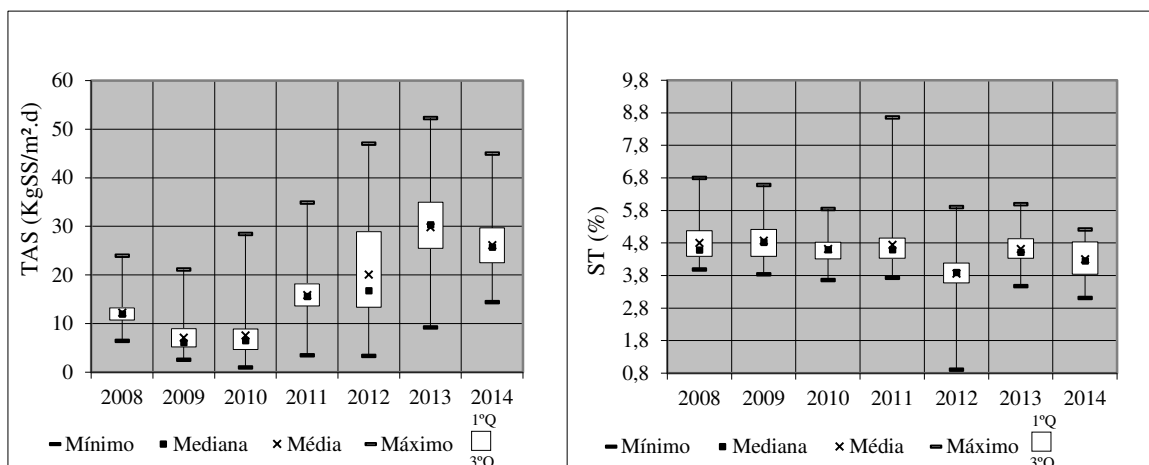 TAS (KgSS/m².d)
60
50
40
30
20
10
0
2008 2009 2010 2011 2012 2013 2014
Mínimo Mediana Média Máximo 1ºQ
3ºQ
ST (%)
9,8
8,8
7,8
6,8
5,8
4,8
3,8
2,8
1,8
0,8
2008 2009 2010 2011 2012 2013 2014
Mínimo Mediana Média Máximo 1ºQ
3ºQ